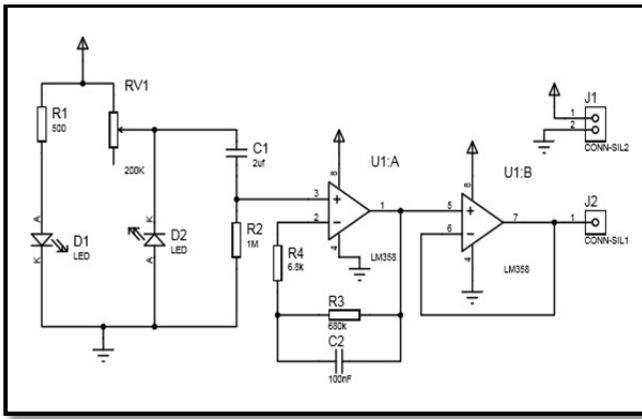 RV1
R1
500
200K
A
K
D1
LED
K
A
D2
LED
C1
2uf
R2
1M
R4
6.8k
3
2
8
4
1
U1:A
LM358
R3
680k
C2
100nF
5
6
8
4
7
U1:B
LM358
J1
1
2
CONN-SIL2
J2
1
CONN-SIL1